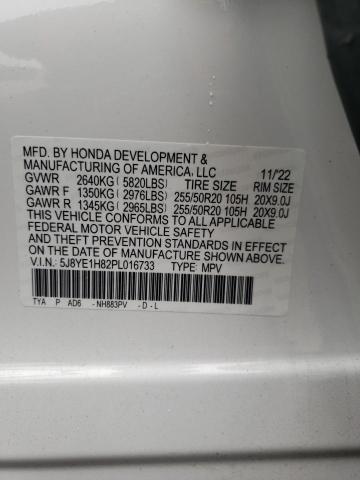 MFD. BY HONDA DEVELOPMENT &
MANUFACTURING OF AMERICA, LLC 11/'22
GVWR 2640KG( 5820LBS) TIRE SIZE RIM SIZE
GAWR F 1350KG( 2976LBS) 255/50R20 105H 20X9.0J
GAWR R 1345KG( 2965LBS) 255/50R20 105H 20X9.0J
THIS VEHICLE CONFORMS TO ALL APPLICABLE
FEDERAL MOTOR VEHICLE SAFETY
STANDARDS IN EFFECT ON THE
DATE OF MANUFACTURE SHOWN ABOVE.
V.I.N.: 5J8YE1H82PL016733 TYPE: MPV
TYA P AD6 -NH883PV -D-L